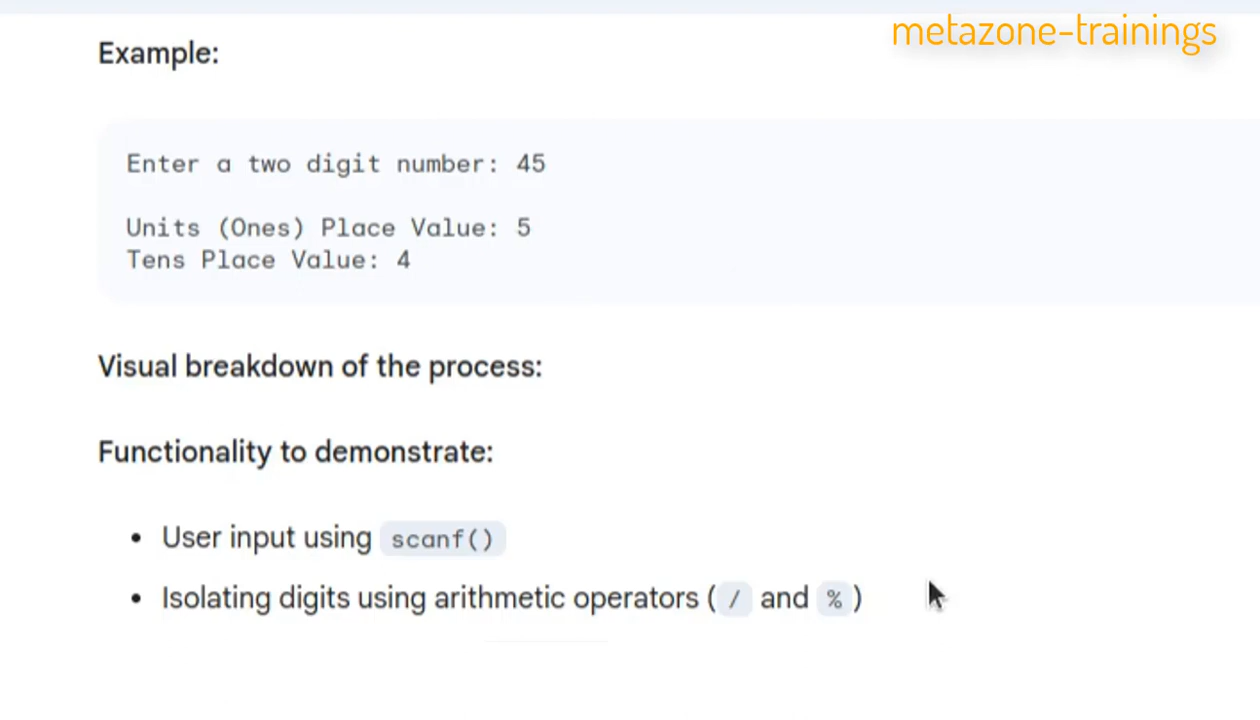 metazone-trainings
Example:
Enter a two digit number: 45
Units (Ones) Place Value: 5
Tens Place Value: 4
Visual breakdown of the process:
Functionality to demonstrate:
• User input using scanf()
• Isolating digits using arithmetic operators ( / and % )